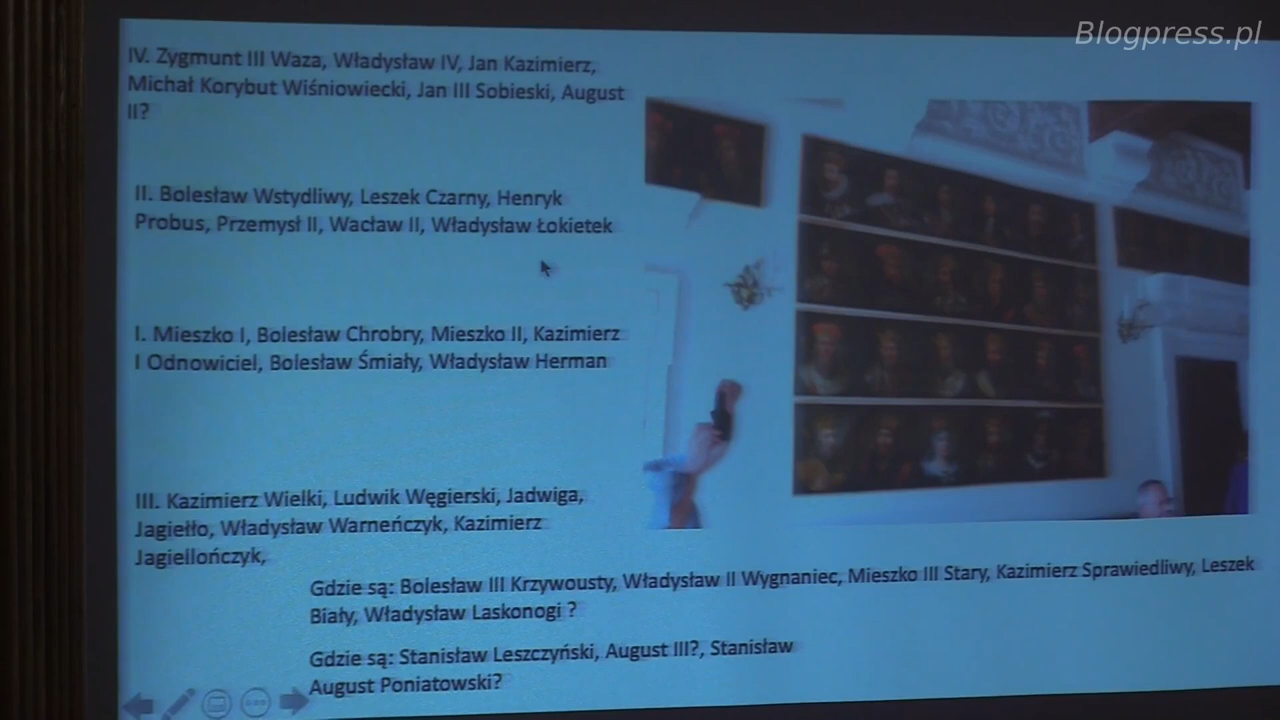 Blogpress.pl
IV. Zygmunt III Waza, Władysław IV, Jan Kazimierz,
Michał Korybut Wiśniowiecki, Jan III Sobieski, August
II?
II. Bolesław Wstydliwy, Leszek Czarny, Henryk
Probus, Przemysł II, Wacław II, Władysław Łokietek
I. Mieszko I, Bolesław Chrobry, Mieszko II, Kazimierz
I Odnowiciel, Bolesław Śmiały, Władysław Herman
III. Kazimierz Wielki, Ludwik Węgierski, Jadwiga,
Jagiełło, Władysław Warneńczyk, Kazimierz
Jagiellończyk,
Gdzie są: Bolesław III Krzywousty, Władysław II Wygnaniec, Mieszko III Stary, Kazimierz Sprawiedliwy, Leszek
Biały, Władysław Laskonogi ?
Gdzie są: Stanisław Leszczyński, August III?, Stanisław
August Poniatowski?